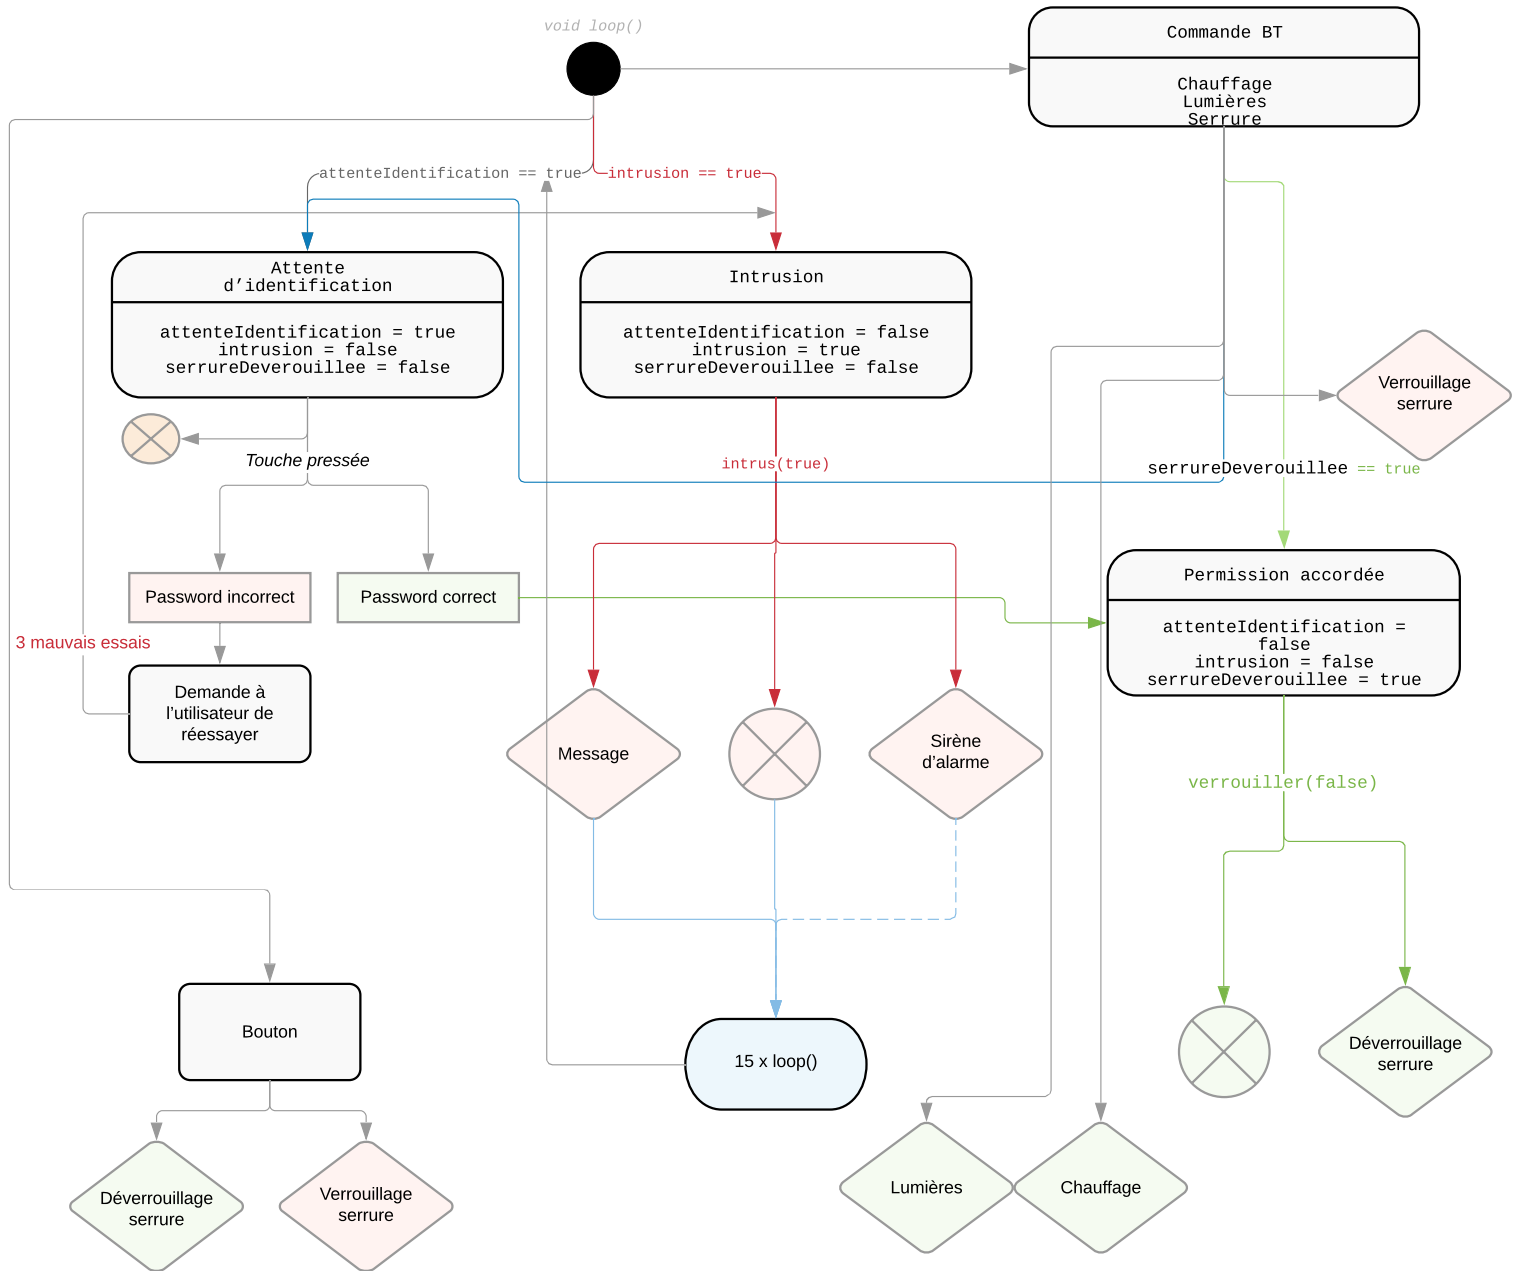 void loop()
Commande BT
Chauffage
Lumières
Serrure
attenteIdentification == true
intrusion == true
Attente
d’identification
attenteIdentification = true
intrusion = false
serrureDeverouillee = false
Intrusion
attenteIdentification = false
intrusion = true
serrureDeverouillee = false
Verrouillage
serrure
Touche pressée
intrus(true)
serrureDeverouillee == true
Password incorrect
Password correct
Permission accordée
attenteIdentification =
false
intrusion = false
serrureDeverouillee = true
3 mauvais essais
Demande à
l’utilisateur de
réessayer
Message
Sirène
d’alarme
verrouiller(false)
Bouton
15 x loop()
Déverrouillage
serrure
Déverrouillage
serrure
Verrouillage
serrure
Lumières
Chauffage